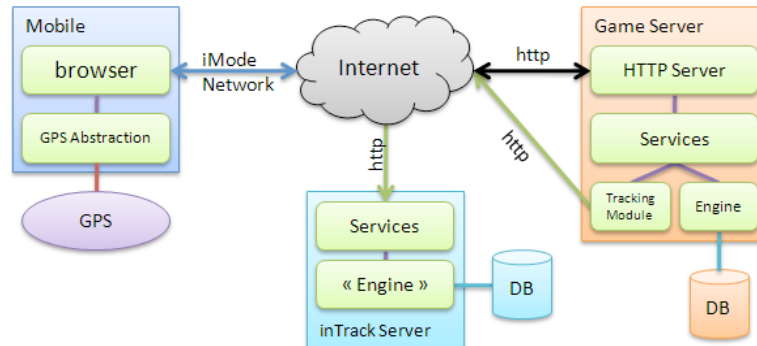 Mobile
browser
GPS Abstraction
GPS
iMode
Network
Internet
http
http
http
Game Server
HTTP Server
Services
Tracking
Module
Engine
DB
Services
« Engine »
inTrack Server
DB